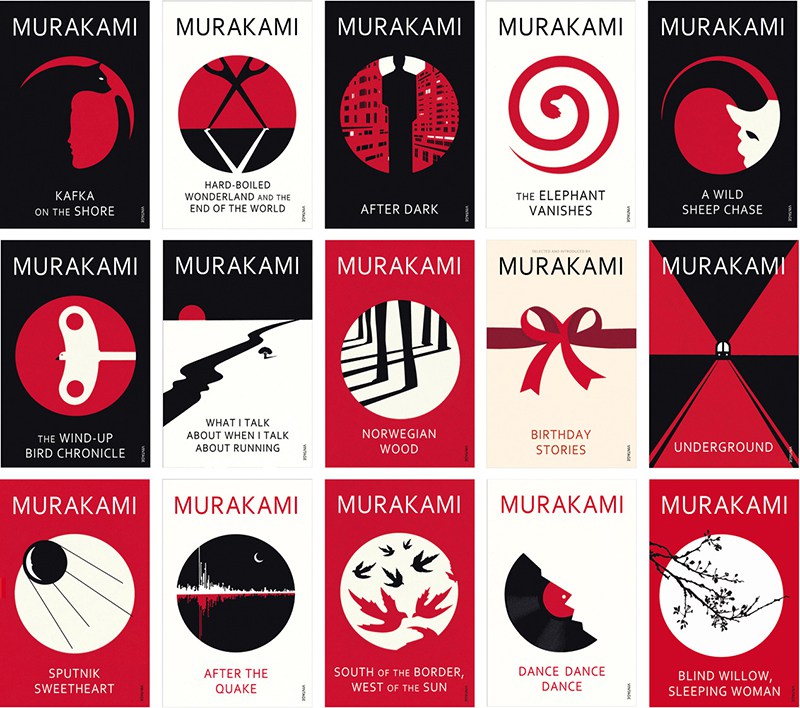 MURAKAMI
KAFKA
ON THE SHORE
VINTAGE
MURAKAMI
HARD-BOILED
WONDERLAND AND THE
END OF THE WORLD
VINTAGE
MURAKAMI
AFTER DARK
VINTAGE
MURAKAMI
THE ELEPHANT
VANISHES
VINTAGE
MURAKAMI
A WILD
SHEEP CHASE
VINTAGE
MURAKAMI
THE WIND-UP
BIRD CHRONICLE
VINTAGE
MURAKAMI
WHAT I TALK
ABOUT WHEN I TALK
ABOUT RUNNING
VINTAGE
MURAKAMI
NORWEGIAN
WOOD
VINTAGE
SELECTED AND INTRODUCED BY
MURAKAMI
BIRTHDAY
STORIES
VINTAGE
MURAKAMI
UNDERGROUND
VINTAGE
MURAKAMI
SPUTNIK
SWEETHEART
VINTAGE
MURAKAMI
AFTER THE
QUAKE
VINTAGE
MURAKAMI
SOUTH OF THE BORDER,
WEST OF THE SUN
VINTAGE
MURAKAMI
DANCE DANCE
DANCE
VINTAGE
MURAKAMI
BLIND WILLOW,
SLEEPING WOMAN
VINTAGE